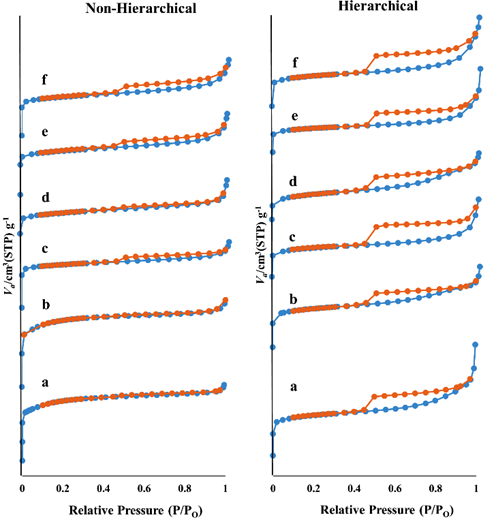 Non-Hierarchical
f
e
d
c
b
a
Va/cm3(STP) g-1
0 0.2 0.4 0.6 0.8 1
Relative Pressure (P/PO)
Hierarchical
f
e
d
c
b
a
Va/cm3(STP) g-1
0 0.2 0.4 0.6 0.8 1
Relative Pressure (P/PO)